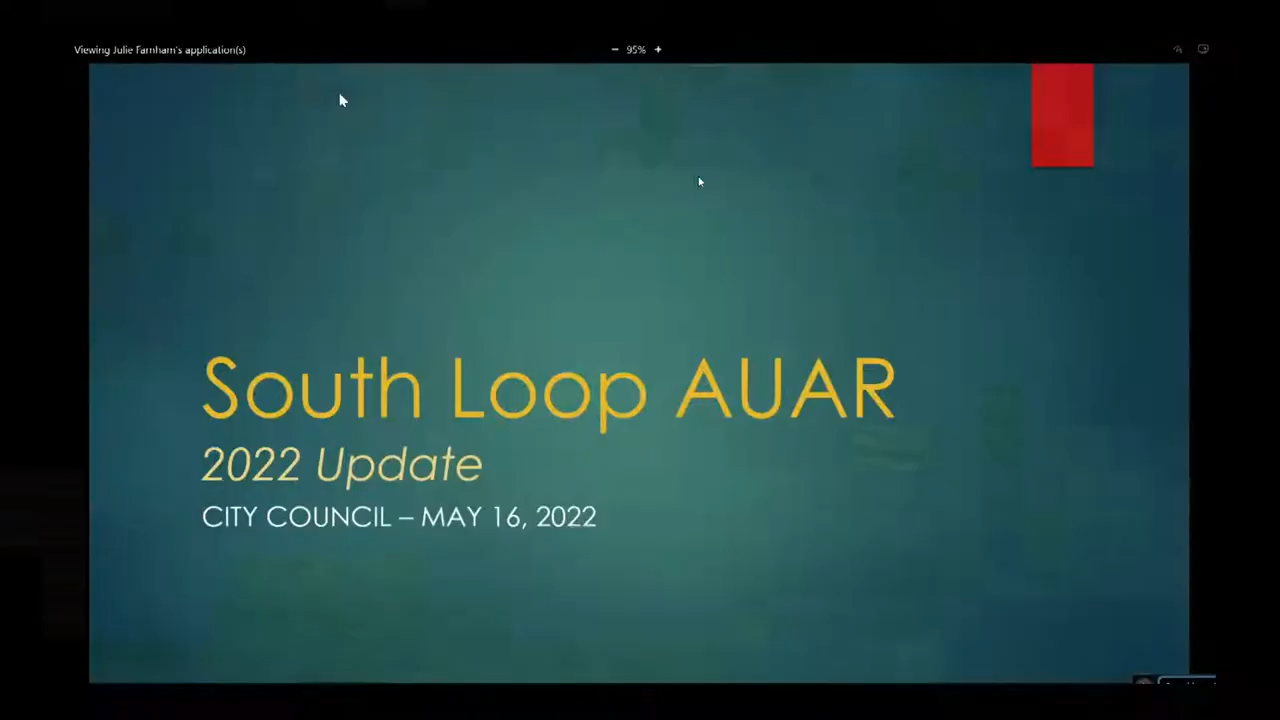 Viewing Julie Farnham's application(s)
− 95% +
South Loop AUAR
2022 Update
CITY COUNCIL – MAY 16, 2022